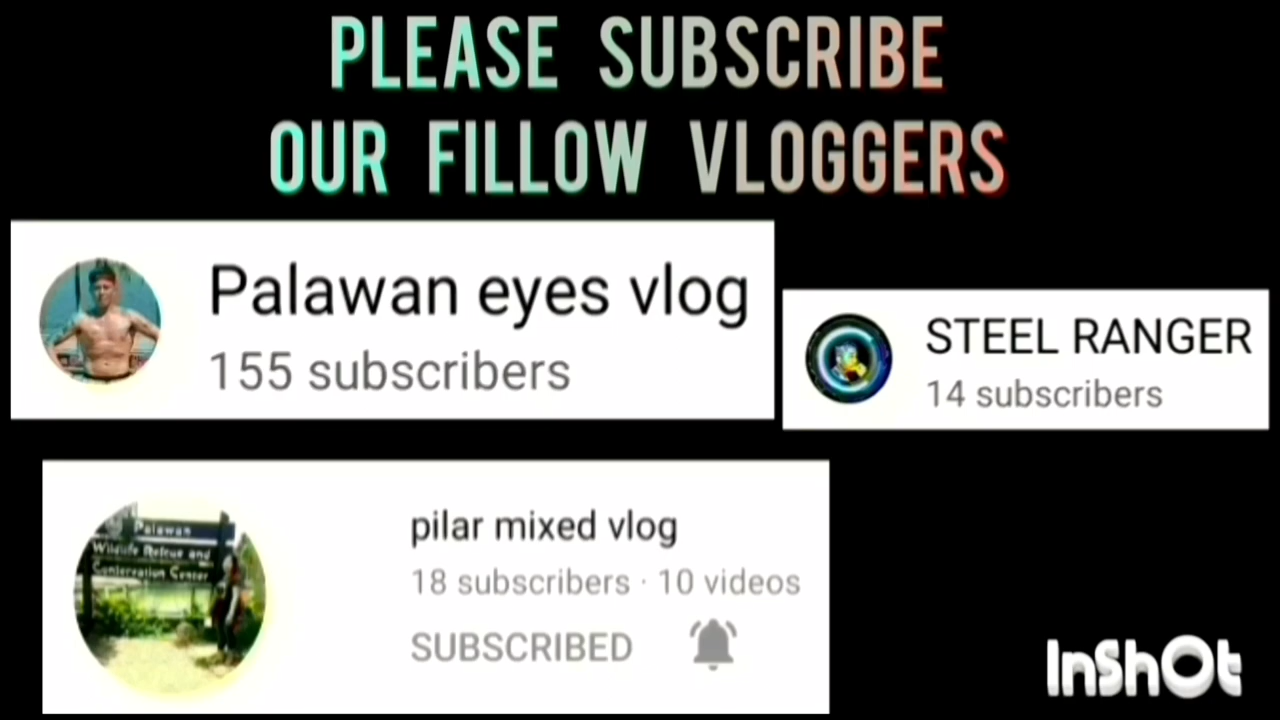 PLEASE SUBSCRIBE
OUR FILLOW VLOGGERS
Palawan eyes vlog
155 subscribers
STEEL RANGER
14 subscribers
pilar mixed vlog
18 subscribers · 10 videos
SUBSCRIBED
Palawan
Wildlife Rescue and
Conservation Center
InShOt